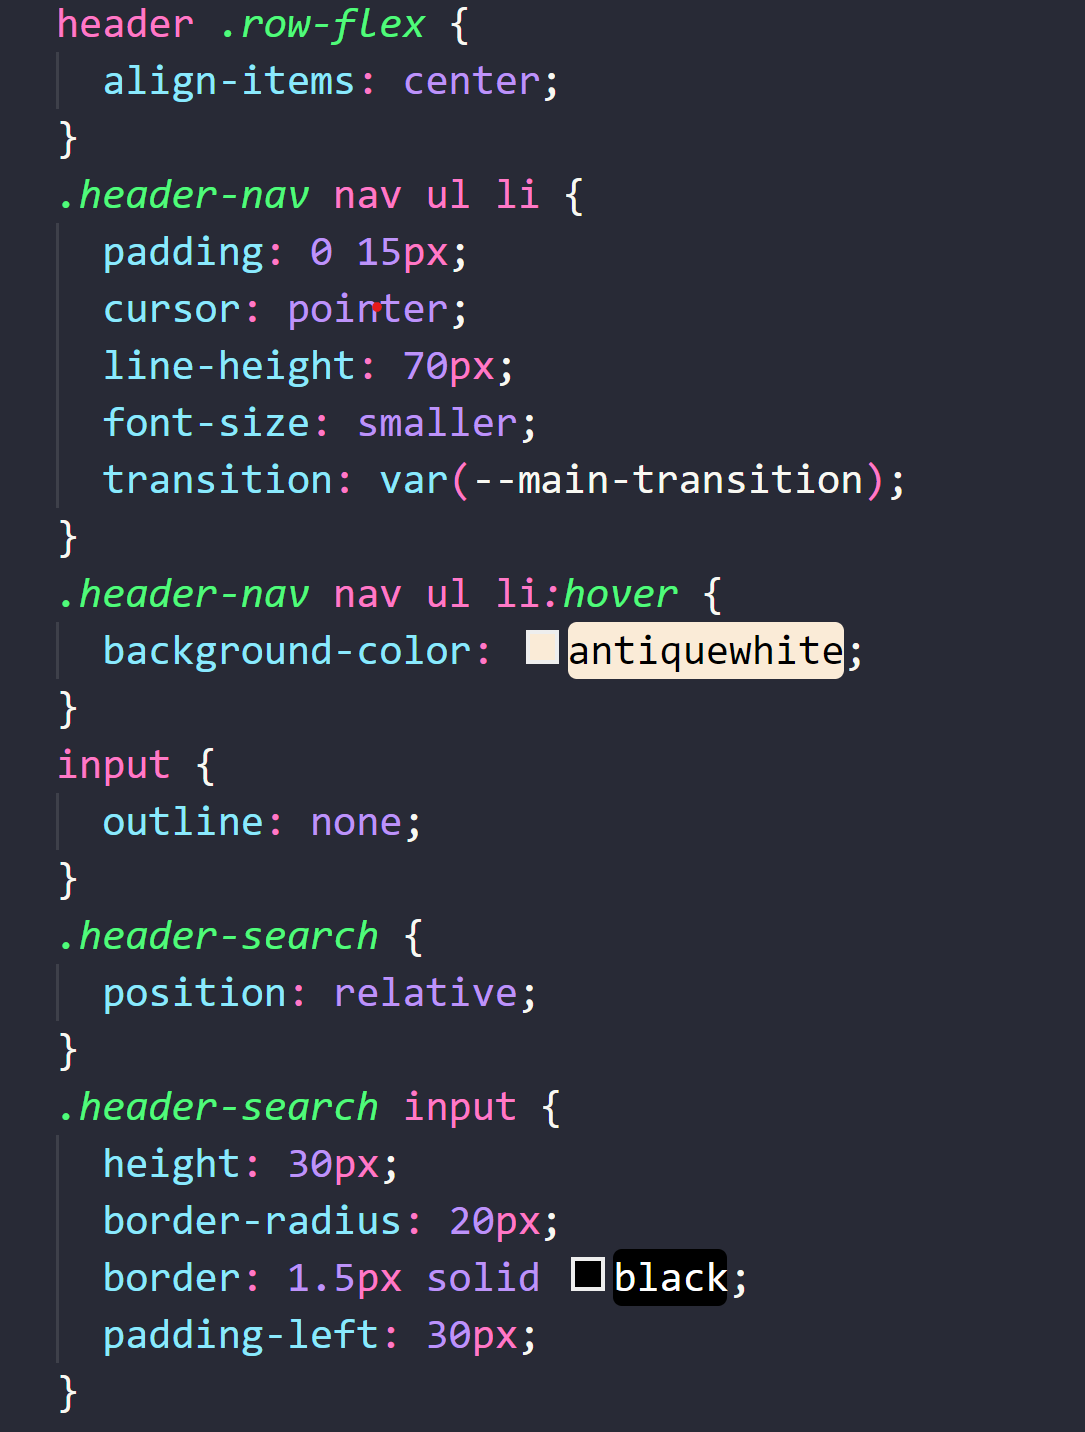 header .row-flex {
  align-items: center;
}
.header-nav nav ul li {
  padding: 0 15px;
  cursor: pointer;
  line-height: 70px;
  font-size: smaller;
  transition: var(--main-transition);
}
.header-nav nav ul li:hover {
  background-color: antiquewhite;
}
input {
  outline: none;
}
.header-search {
  position: relative;
}
.header-search input {
  height: 30px;
  border-radius: 20px;
  border: 1.5px solid black;
  padding-left: 30px;
}